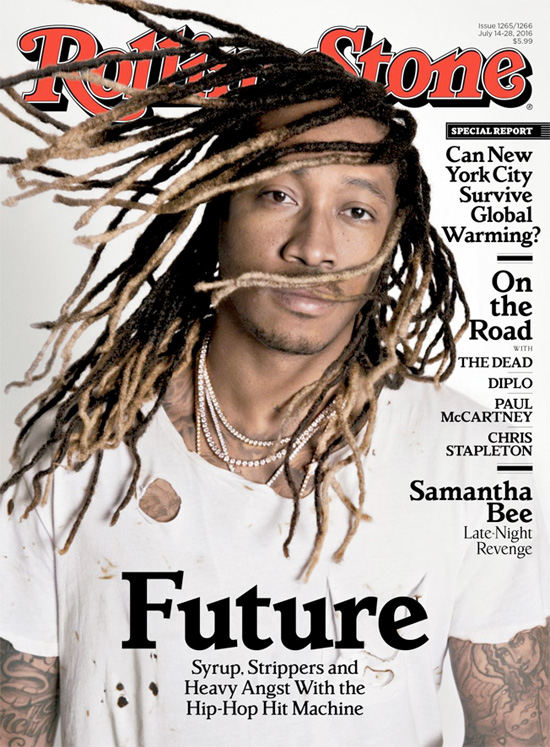 Issue 1265/1266
July 14-28, 2016
$5.99
Rolling Stone
SPECIAL REPORT
Can New
York City
Survive
Global
Warming?
On
the
Road
WITH
THE DEAD
DIPLO
PAUL
McCARTNEY
CHRIS
STAPLETON
Samantha
Bee
Late-Night
Revenge
Future
Syrup, Strippers and
Heavy Angst With the
Hip-Hop Hit Machine